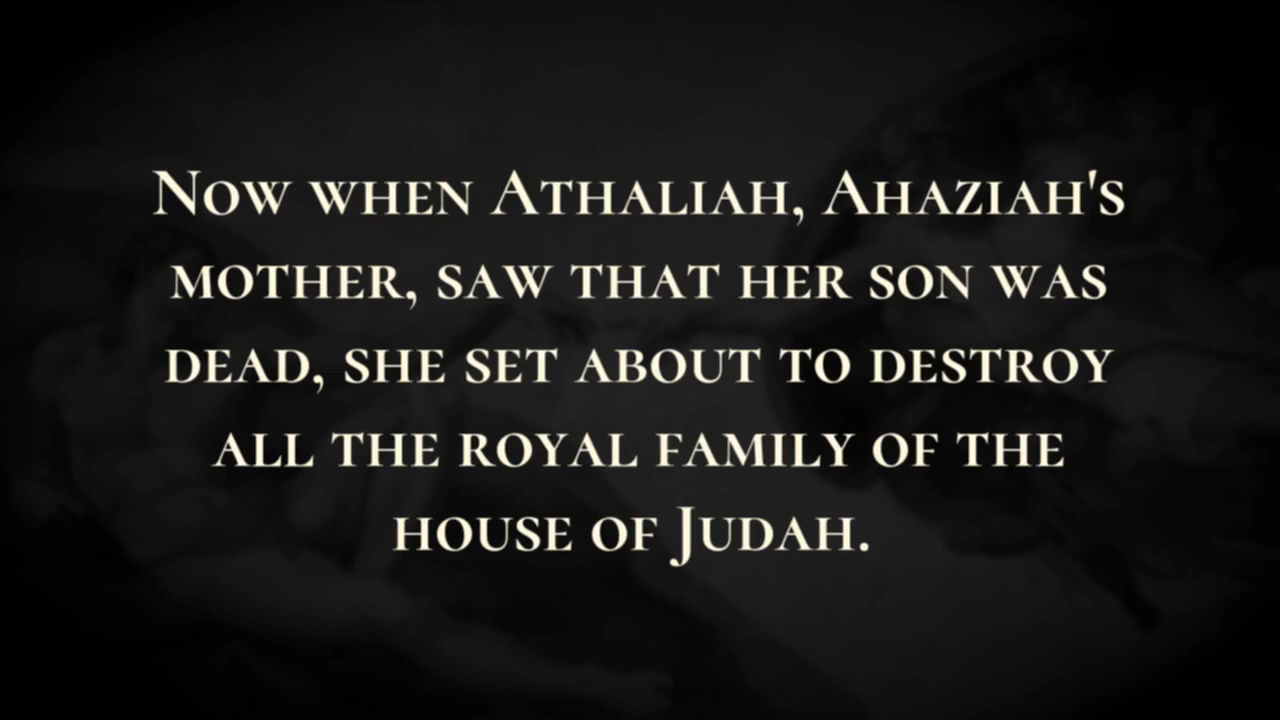 Now when Athaliah, Ahaziah's
mother, saw that her son was
dead, she set about to destroy
all the royal family of the
house of Judah.